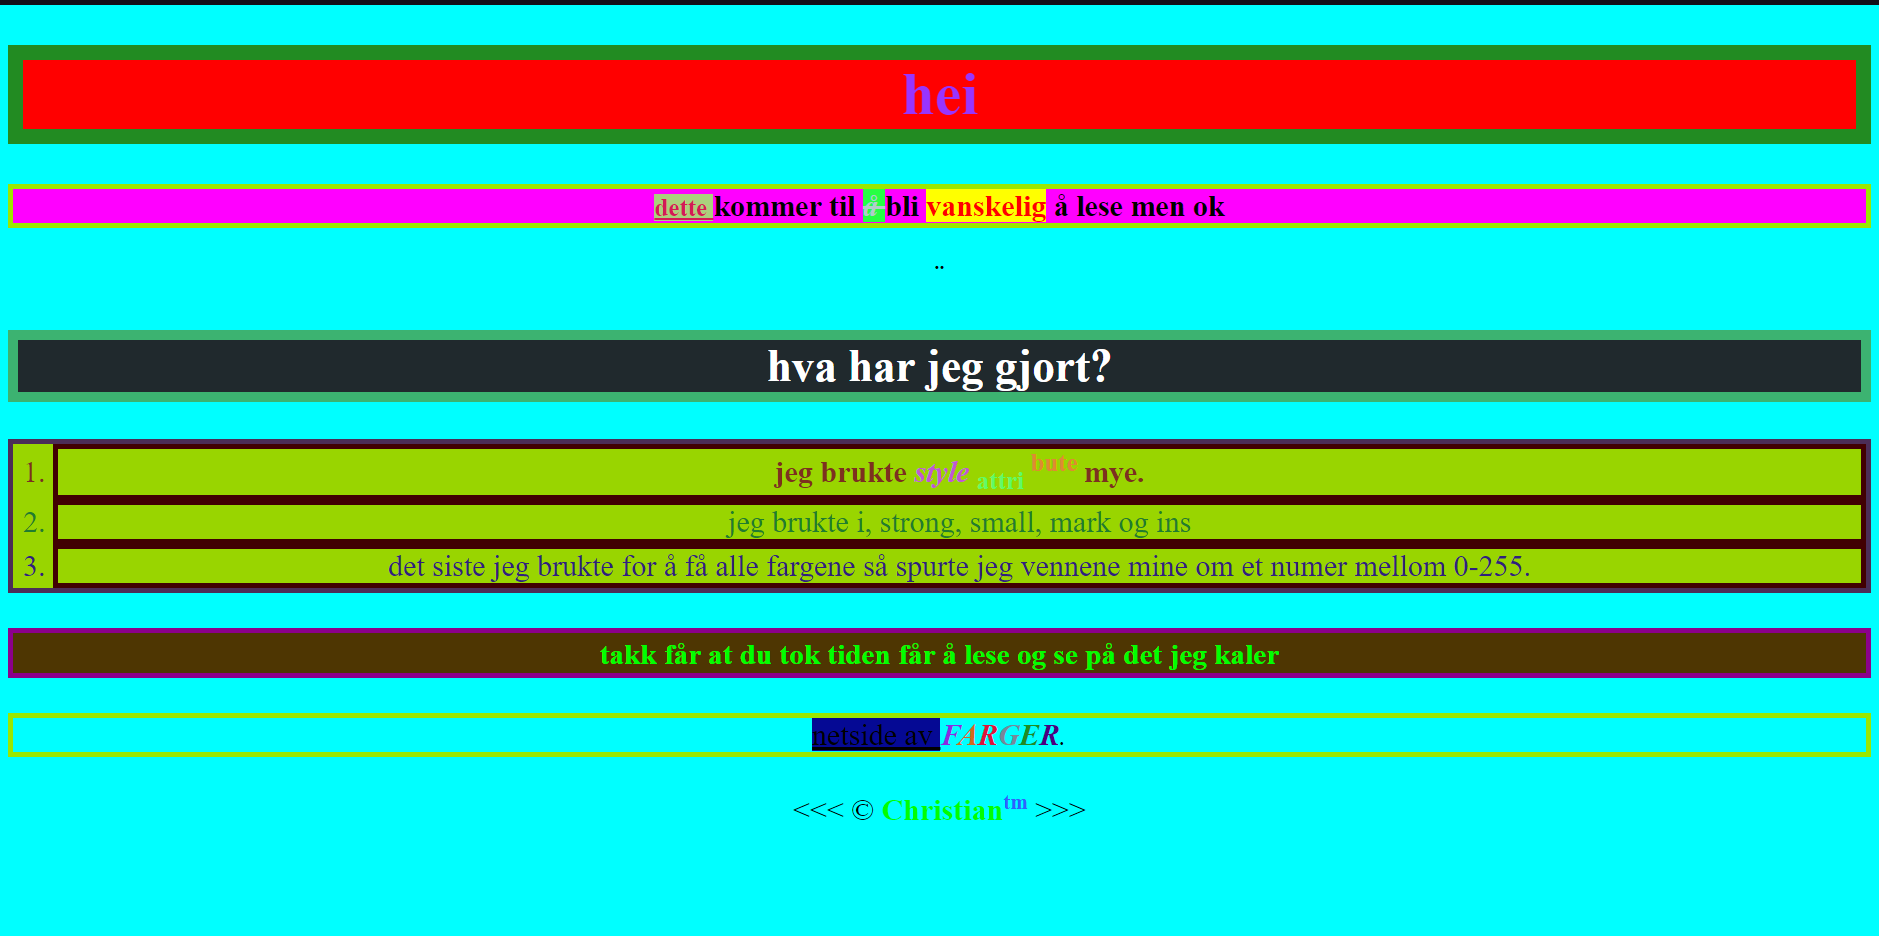 hei
dette kommer til å bli vanskelig å lese men ok
¨
hva har jeg gjort?
1. jeg brukte style attri bute mye.
2. jeg brukte i, strong, small, mark og ins
3. det siste jeg brukte for å få alle fargene så spurte jeg vennene mine om et numer mellom 0-255.
takk får at du tok tiden får å lese og se på det jeg kaler
netside av FARGER.
<<< © Christian tm >>>